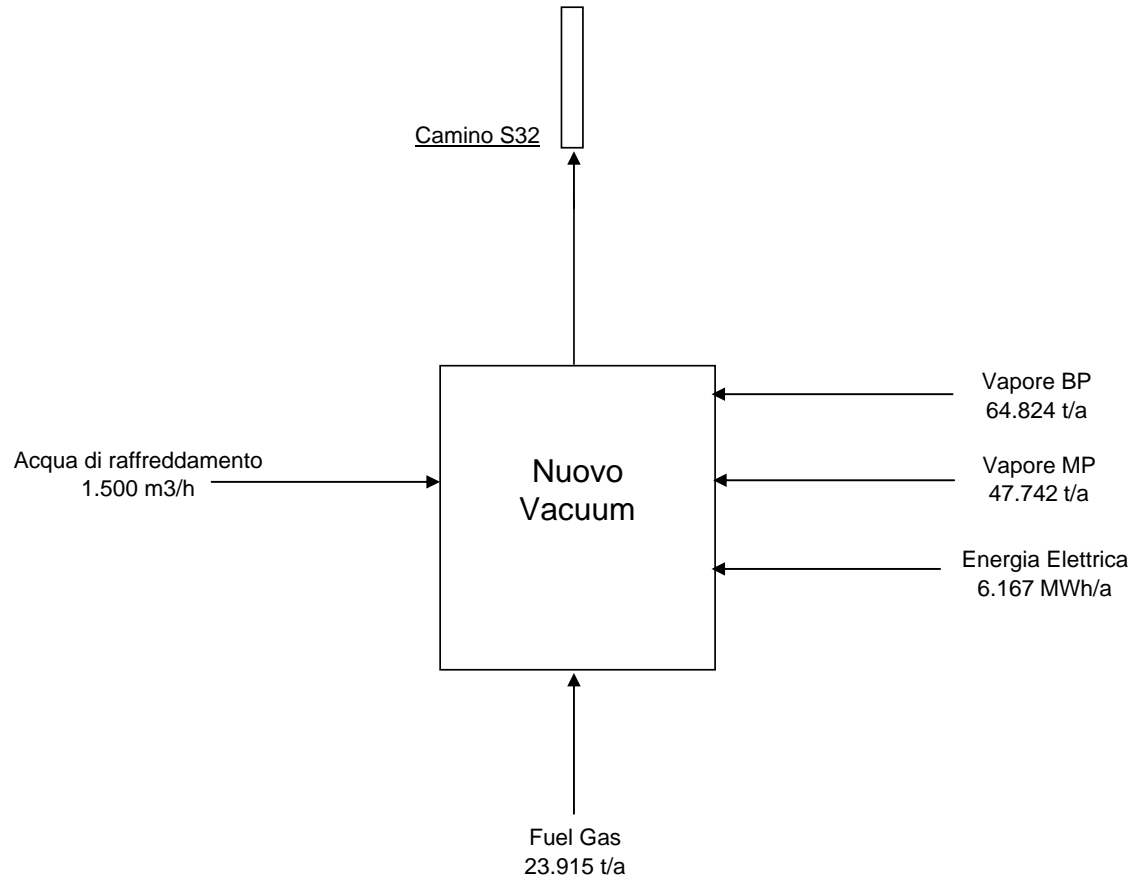 Camino S32
Vapore BP
64.824 t/a
Acqua di raffreddamento
1.500 m3/h
Nuovo
Vacuum
Vapore MP
47.742 t/a
Energia Elettrica
6.167 MWh/a
Fuel Gas
23.915 t/a